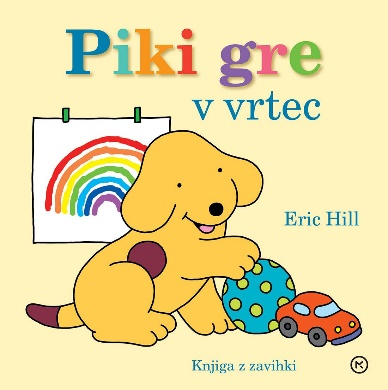 Piki gre
v vrtec
Eric Hill
Knjiga z zavihki